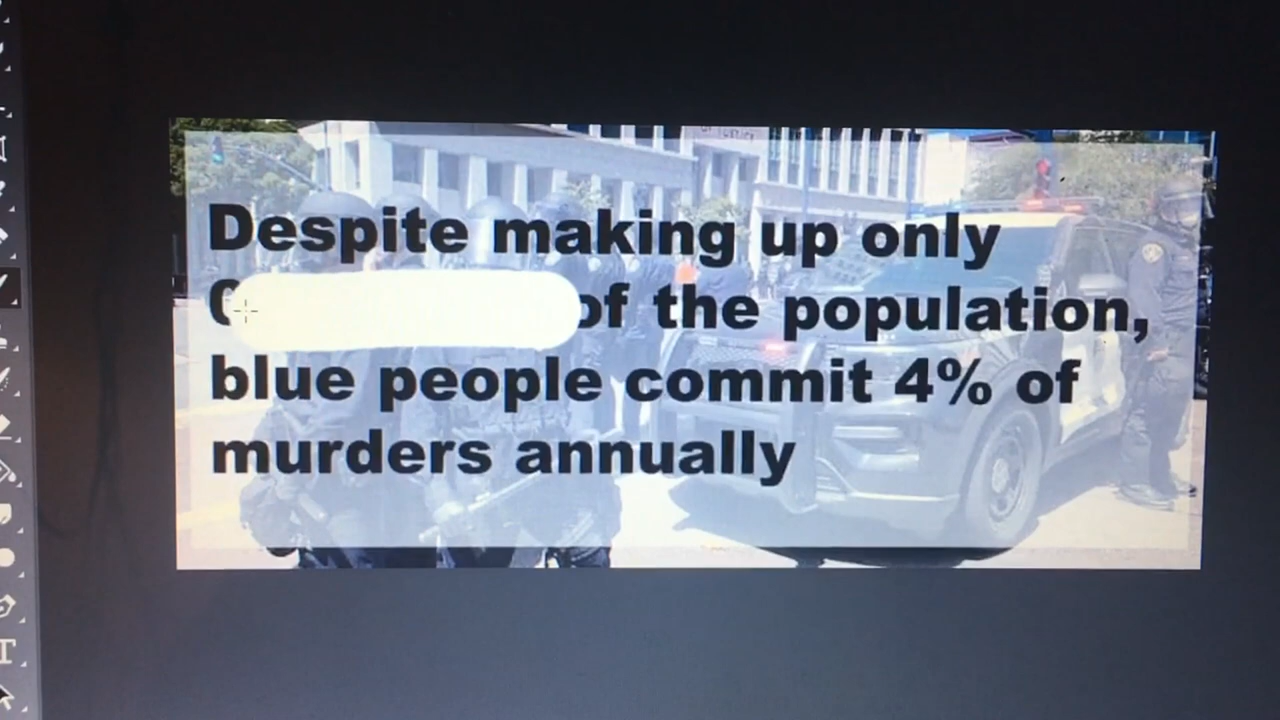 Despite making up only
of the population,
blue people commit 4% of
murders annually